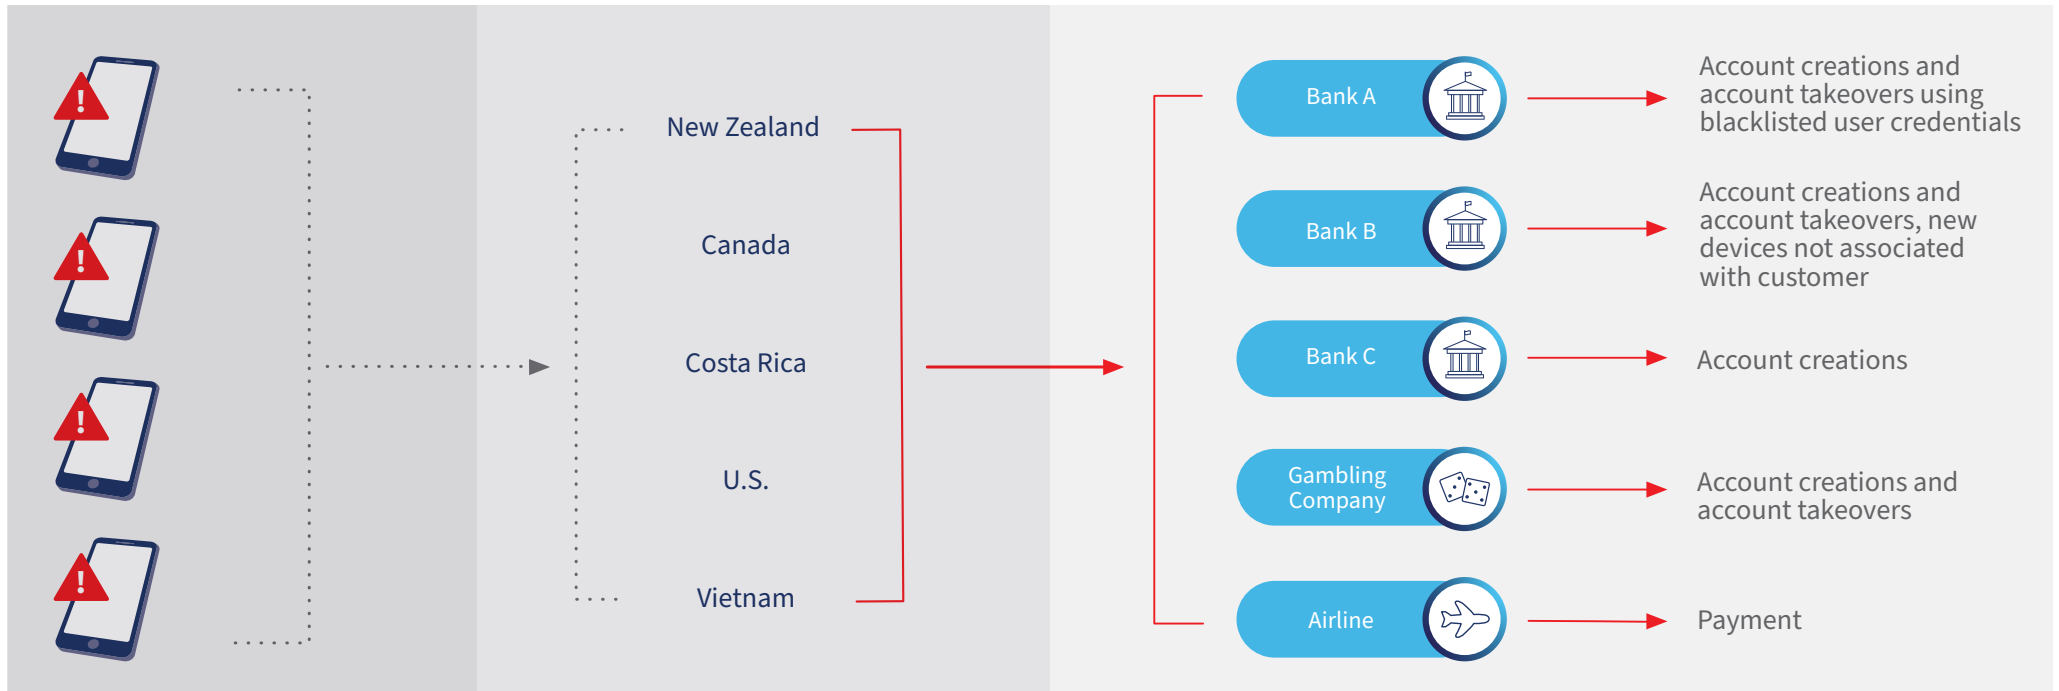 New Zealand
Canada
Costa Rica
U.S.
Vietnam
Bank A
Account creations and
account takeovers using
blacklisted user credentials
Bank B
Account creations and
account takeovers, new
devices not associated
with customer
Bank C
Account creations
Gambling
Company
Account creations and
account takeovers
Airline
Payment